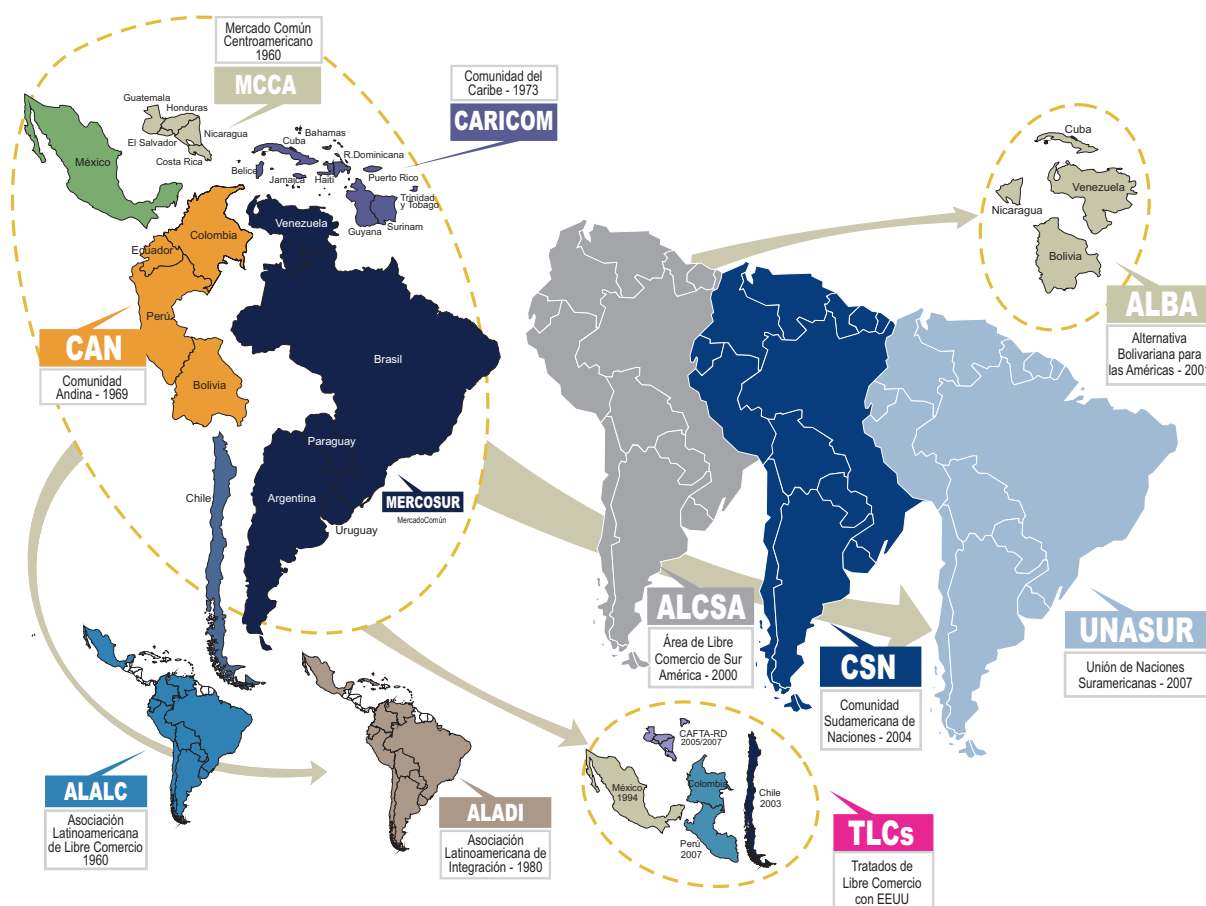 Mercado Común
Centroamericano
1960
MCCA
Guatemala
Honduras
El Salvador
Nicaragua
Costa Rica
México
Comunidad del
Caribe - 1973
CARICOM
Bahamas
Cuba
R.Dominicana
Belice
Jamaica
Haití
Puerto Rico
Trinidad
y Tobago
Guyana
Surinam
Venezuela
Colombia
Ecuador
Perú
CAN
Comunidad
Andina - 1969
Bolivia
Brasil
Paraguay
Chile
Argentina
MERCOSUR
MercadoComún
Uruguay
Cuba
Venezuela
Nicaragua
Bolivia
ALBA
Alternativa
Bolivariana para
las Américas - 2001
ALCSA
Área de Libre
Comercio de Sur
América - 2000
CSN
Comunidad
Sudamericana de
Naciones - 2004
UNASUR
Unión de Naciones
Suramericanas - 2007
ALALC
Asociación
Latinoamericana
de Libre Comercio
1960
ALADI
Asociación
Latinoamericana de
Integración - 1980
CAFTA-RD
2005/2007
México
1994
Colombia
Chile
2003
Perú
2007
TLCs
Tratados de
Libre Comercio
con EEUU